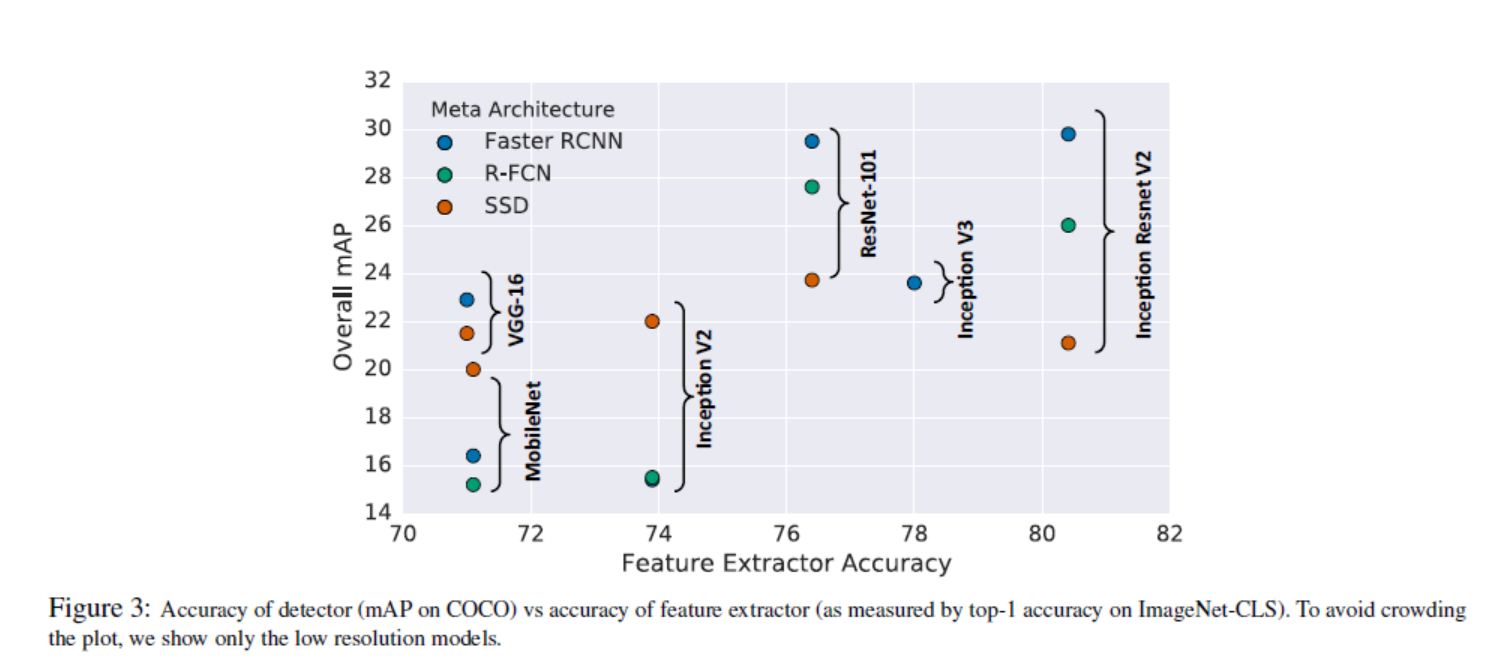 32
30
28
26
24
22
20
18
16
14
Overall mAP
Meta Architecture
Faster RCNN
R-FCN
SSD
VGG-16
MobileNet
Inception V2
ResNet-101
Inception V3
Inception Resnet V2
70 72 74 76 78 80 82
Feature Extractor Accuracy
Figure 3: Accuracy of detector (mAP on COCO) vs accuracy of feature extractor (as measured by top-1 accuracy on ImageNet-CLS). To avoid crowding
the plot, we show only the low resolution models.